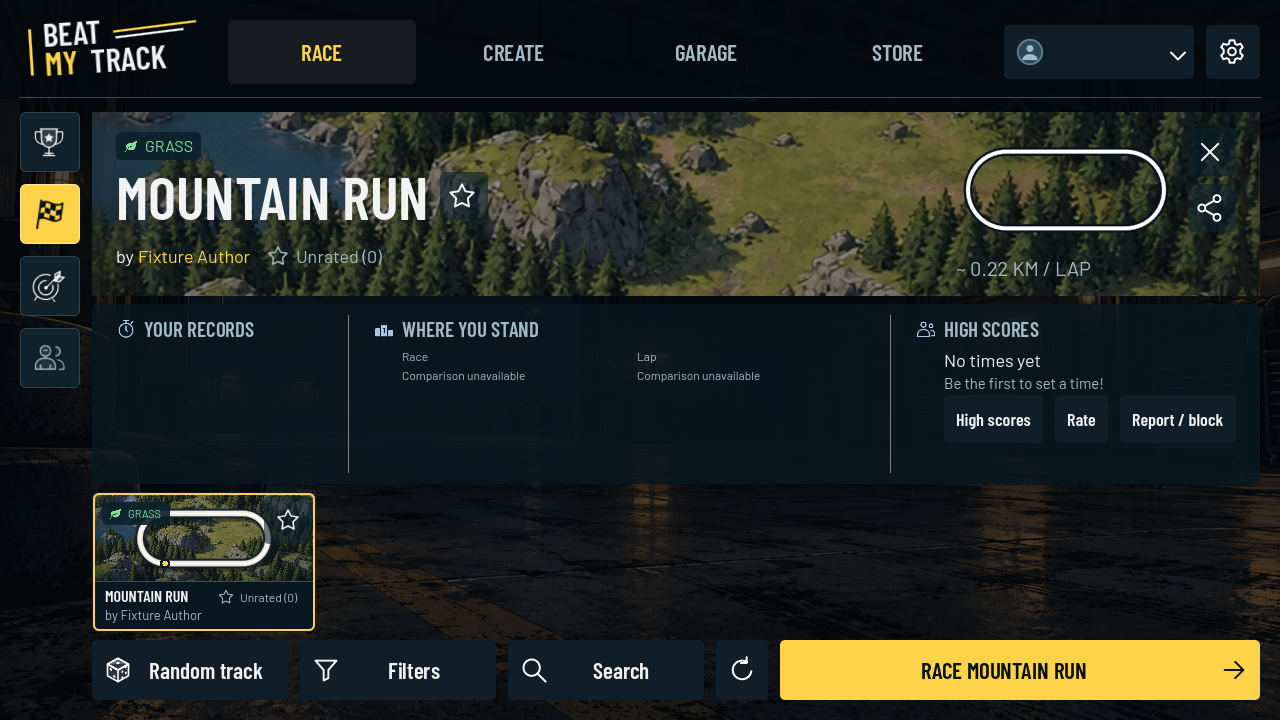 BEAT
MY TRACK
RACE
CREATE
GARAGE
STORE
GRASS
MOUNTAIN RUN
by Fixture Author
Unrated (0)
~ 0.22 KM / LAP
YOUR RECORDS
WHERE YOU STAND
Race
Comparison unavailable
Lap
Comparison unavailable
HIGH SCORES
No times yet
Be the first to set a time!
High scores
Rate
Report / block
GRASS
MOUNTAIN RUN
Unrated (0)
by Fixture Author
Random track
Filters
Search
RACE MOUNTAIN RUN